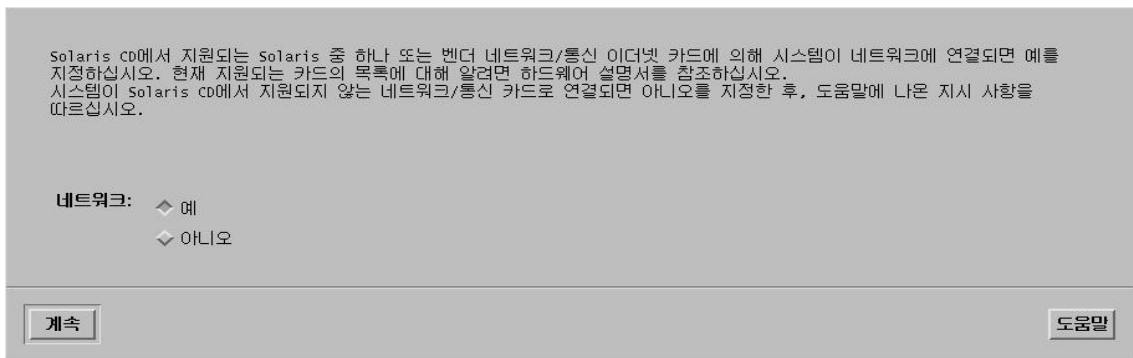 Solaris CD에서 지원되는 Solaris 중 하나 또는 벤더 네트워크/통신 이더넷 카드에 의해 시스템이 네트워크에 연결되면 예를
지정하십시오. 현재 지원되는 카드의 목록에 대해 알려면 하드웨어 설명서를 참조하십시오.
시스템이 Solaris CD에서 지원되지 않는 네트워크/통신 카드로 연결되면 아니오를 지정한 후, 도움말에 나온 지시 사항을
따르십시오.
네트워크: 예
아니오
계속 도움말